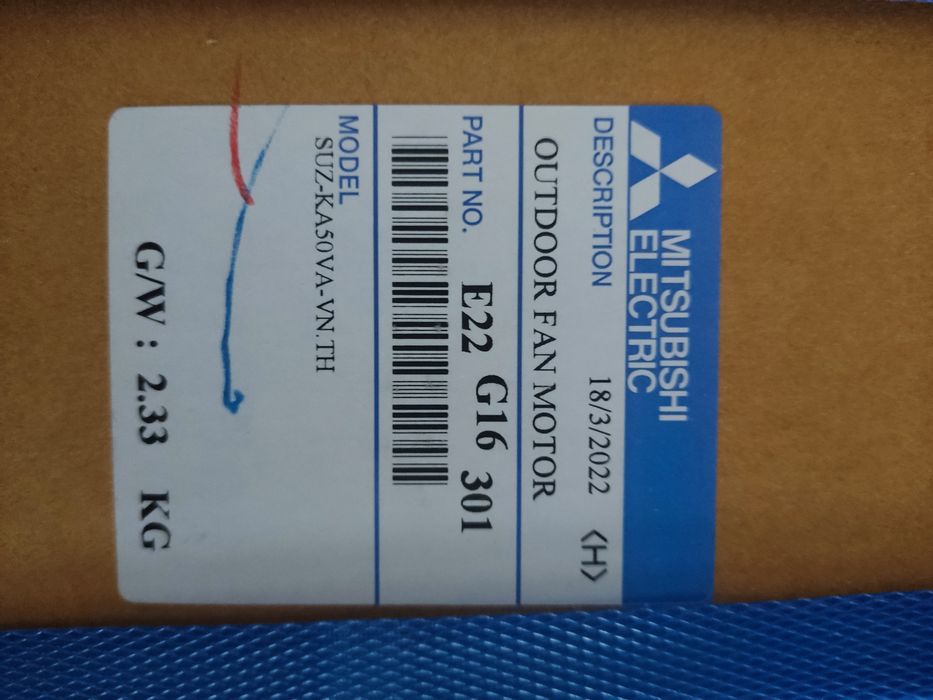 MITSUBISHI
ELECTRIC
DESCRIPTION 18/3/2022 <H>
OUTDOOR FAN MOTOR
PART NO. E22 G16 301
MODEL
SUZ-KA50VA-VN.TH
G/W : 2.33 KG